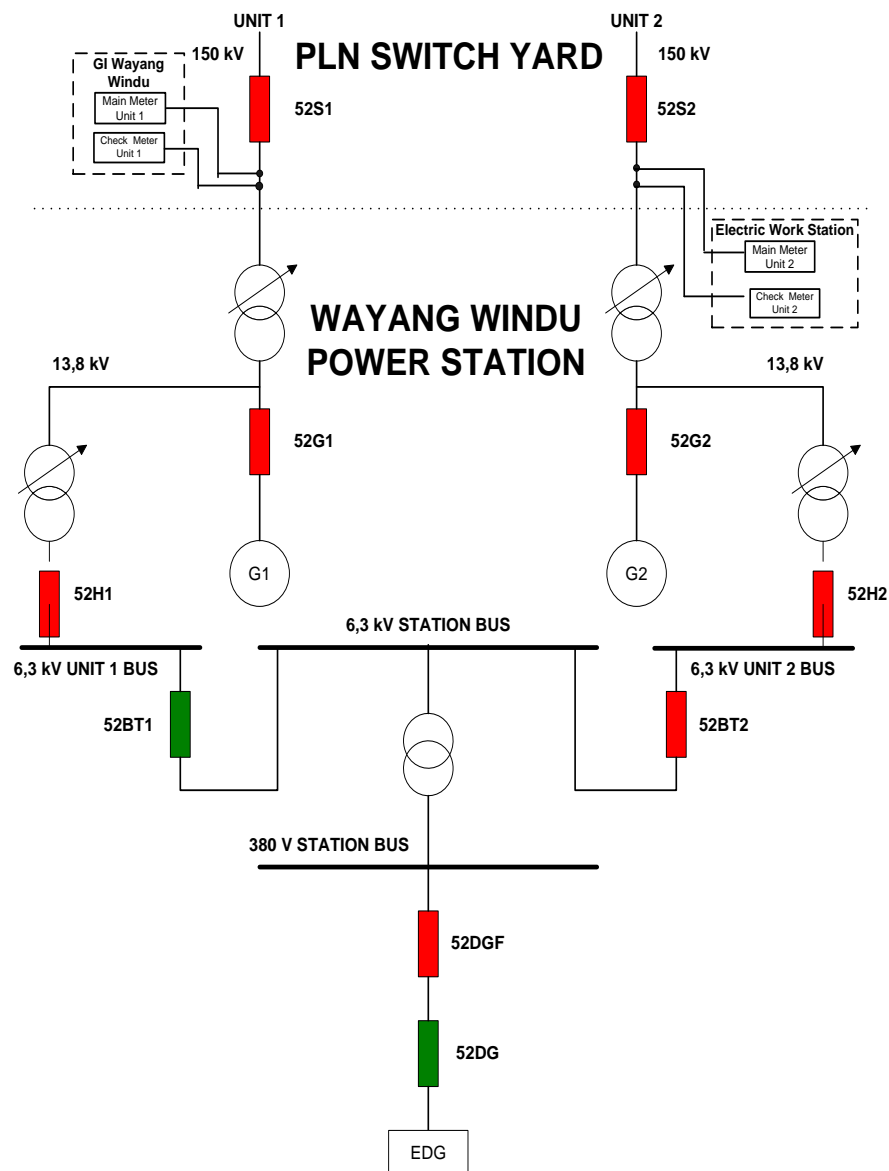 UNIT 1
UNIT 2
150 kV
PLN SWITCH YARD
150 kV
GI Wayang
Windu
Main Meter
Unit 1
Check Meter
Unit 1
52S1
52S2
Electric Work Station
Main Meter
Unit 2
Check Meter
Unit 2
WAYANG WINDU
POWER STATION
13,8 kV
13,8 kV
52G1
52G2
G1
G2
52H1
52H2
6,3 kV STATION BUS
6,3 kV UNIT 1 BUS
6,3 kV UNIT 2 BUS
52BT1
52BT2
380 V STATION BUS
52DGF
52DG
EDG